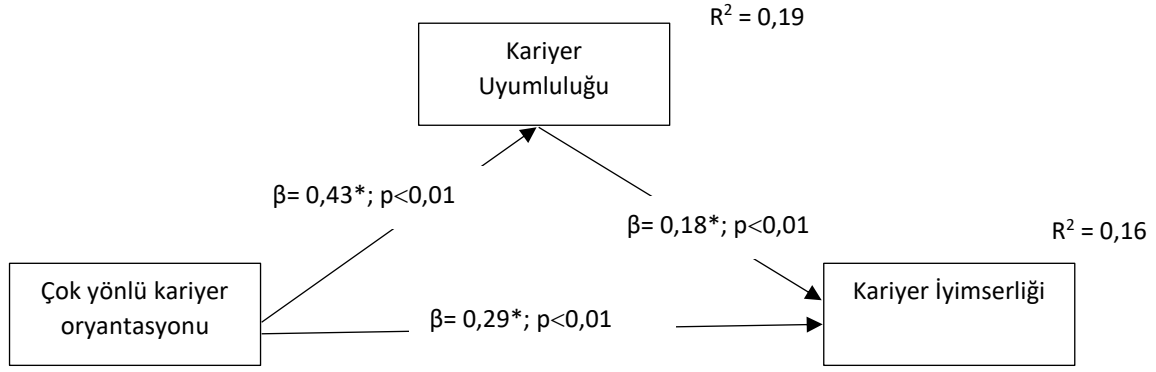 R² = 0,19
Kariyer
Uyumluluğu
β= 0,43*; p<0,01
β= 0,18*; p<0,01
R² = 0,16
Çok yönlü kariyer
oryantasyonu
Kariyer İyimserliği
β= 0,29*; p<0,01